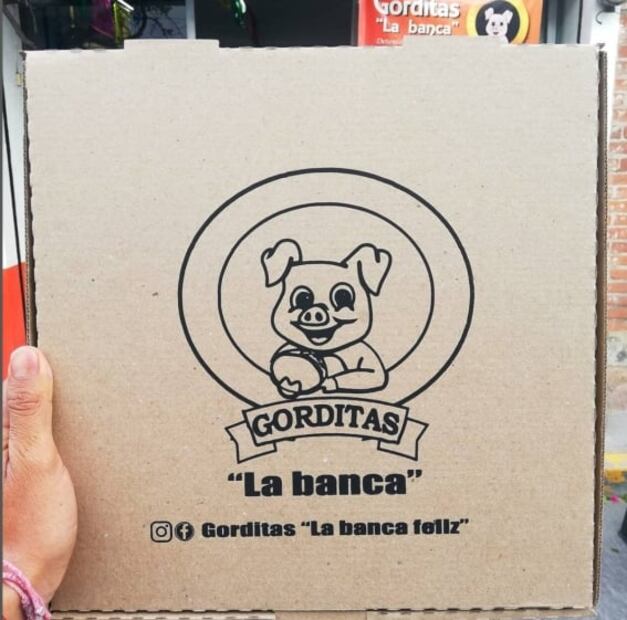 Gorditas
"La banca"
GORDITAS
"La banca"
Gorditas "La banca feliz"